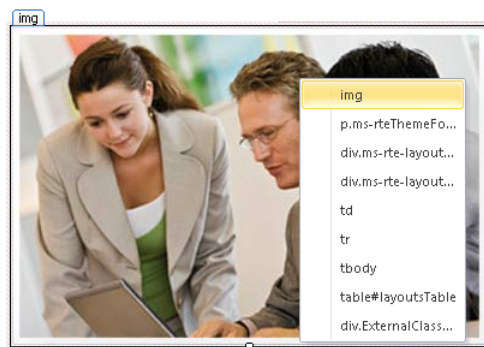 img
img
p.ms-rteThemeFo...
div.ms-rte-layout...
div.ms-rte-layout...
td
tr
tbody
table#layoutsTable
div.ExternalClass...